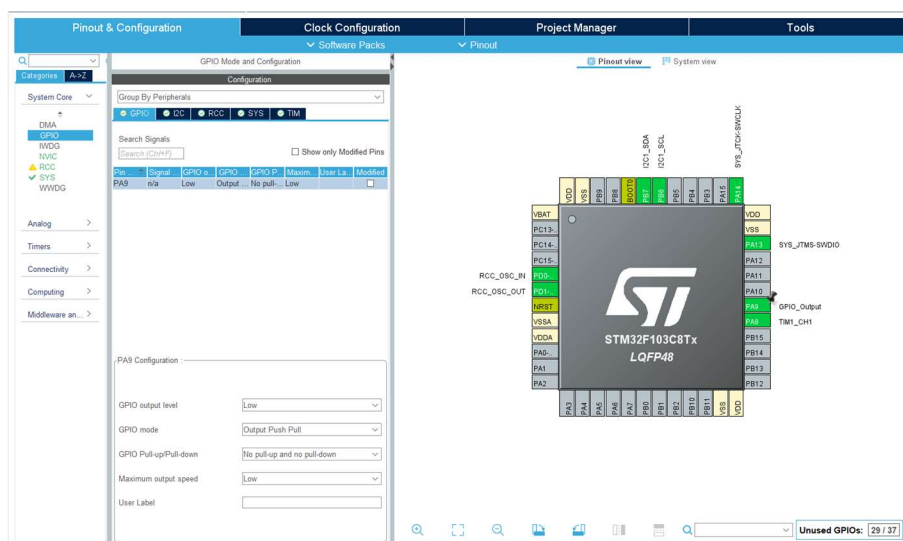 Pinout & Configuration
Clock Configuration
Project Manager
Tools
Software Packs
Pinout
GPIO Mode and Configuration
Configuration
Pinout view
System view
Categories
A->Z
System Core
DMA
GPIO
IWDG
NVIC
RCC
SYS
WWDG
Analog
Timers
Connectivity
Computing
Middleware an...
Group By Peripherals
GPIO
I2C
RCC
SYS
TIM
Search Signals
Search (Ctrl+F)
Show only Modified Pins
Pin ...
Signal ...
GPIO o...
GPIO ...
GPIO P...
Maxim...
User La...
Modified
PA9
n/a
Low
Output ...
No pull-...
Low
PA9 Configuration :
GPIO output level
Low
GPIO mode
Output Push Pull
GPIO Pull-up/Pull-down
No pull-up and no pull-down
Maximum output speed
Low
User Label
I2C1_SDA
I2C1_SCL
SYS_JTCK-SWCLK
VDD
VSS
PB9
PB8
BOOT0
PB7
PB6
PB5
PB4
PB3
PA15
PA14
VBAT
PC13-..
PC14-..
PC15-..
RCC_OSC_IN
PD0-..
RCC_OSC_OUT
PD1-..
NRST
VSSA
VDDA
PA0-..
PA1
PA2
ST
STM32F103C8Tx
LQFP48
VDD
VSS
PA13
SYS_JTMS-SWDIO
PA12
PA11
PA10
PA9
GPIO_Output
PA8
TIM1_CH1
PB15
PB14
PB13
PB12
PA3
PA4
PA5
PA6
PA7
PB0
PB1
PB2
PB10
PB11
VSS
VDD
Unused GPIOs:
29 / 37